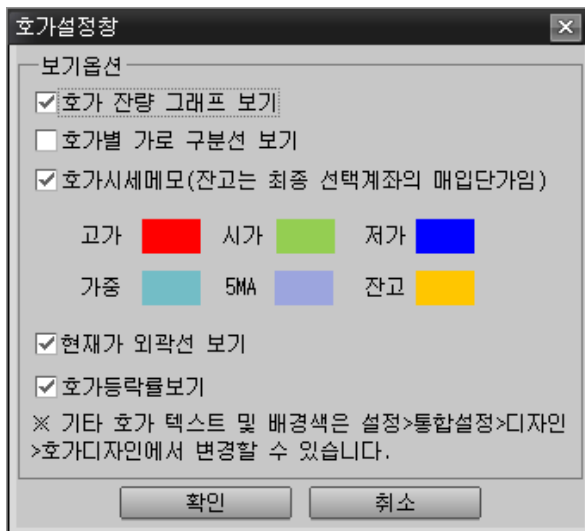 호가설정창
보기옵션
호가 잔량 그래프 보기
호가별 가로 구분선 보기
호가시세메모(잔고는 최종 선택계좌의 매입단가임)
고가 시가 저가
가중 5MA 잔고
현재가 외곽선 보기
호가등락률보기
※ 기타 호가 텍스트 및 배경색은 설정>통합설정>디자인
>호가디자인에서 변경할 수 있습니다.
확인 취소